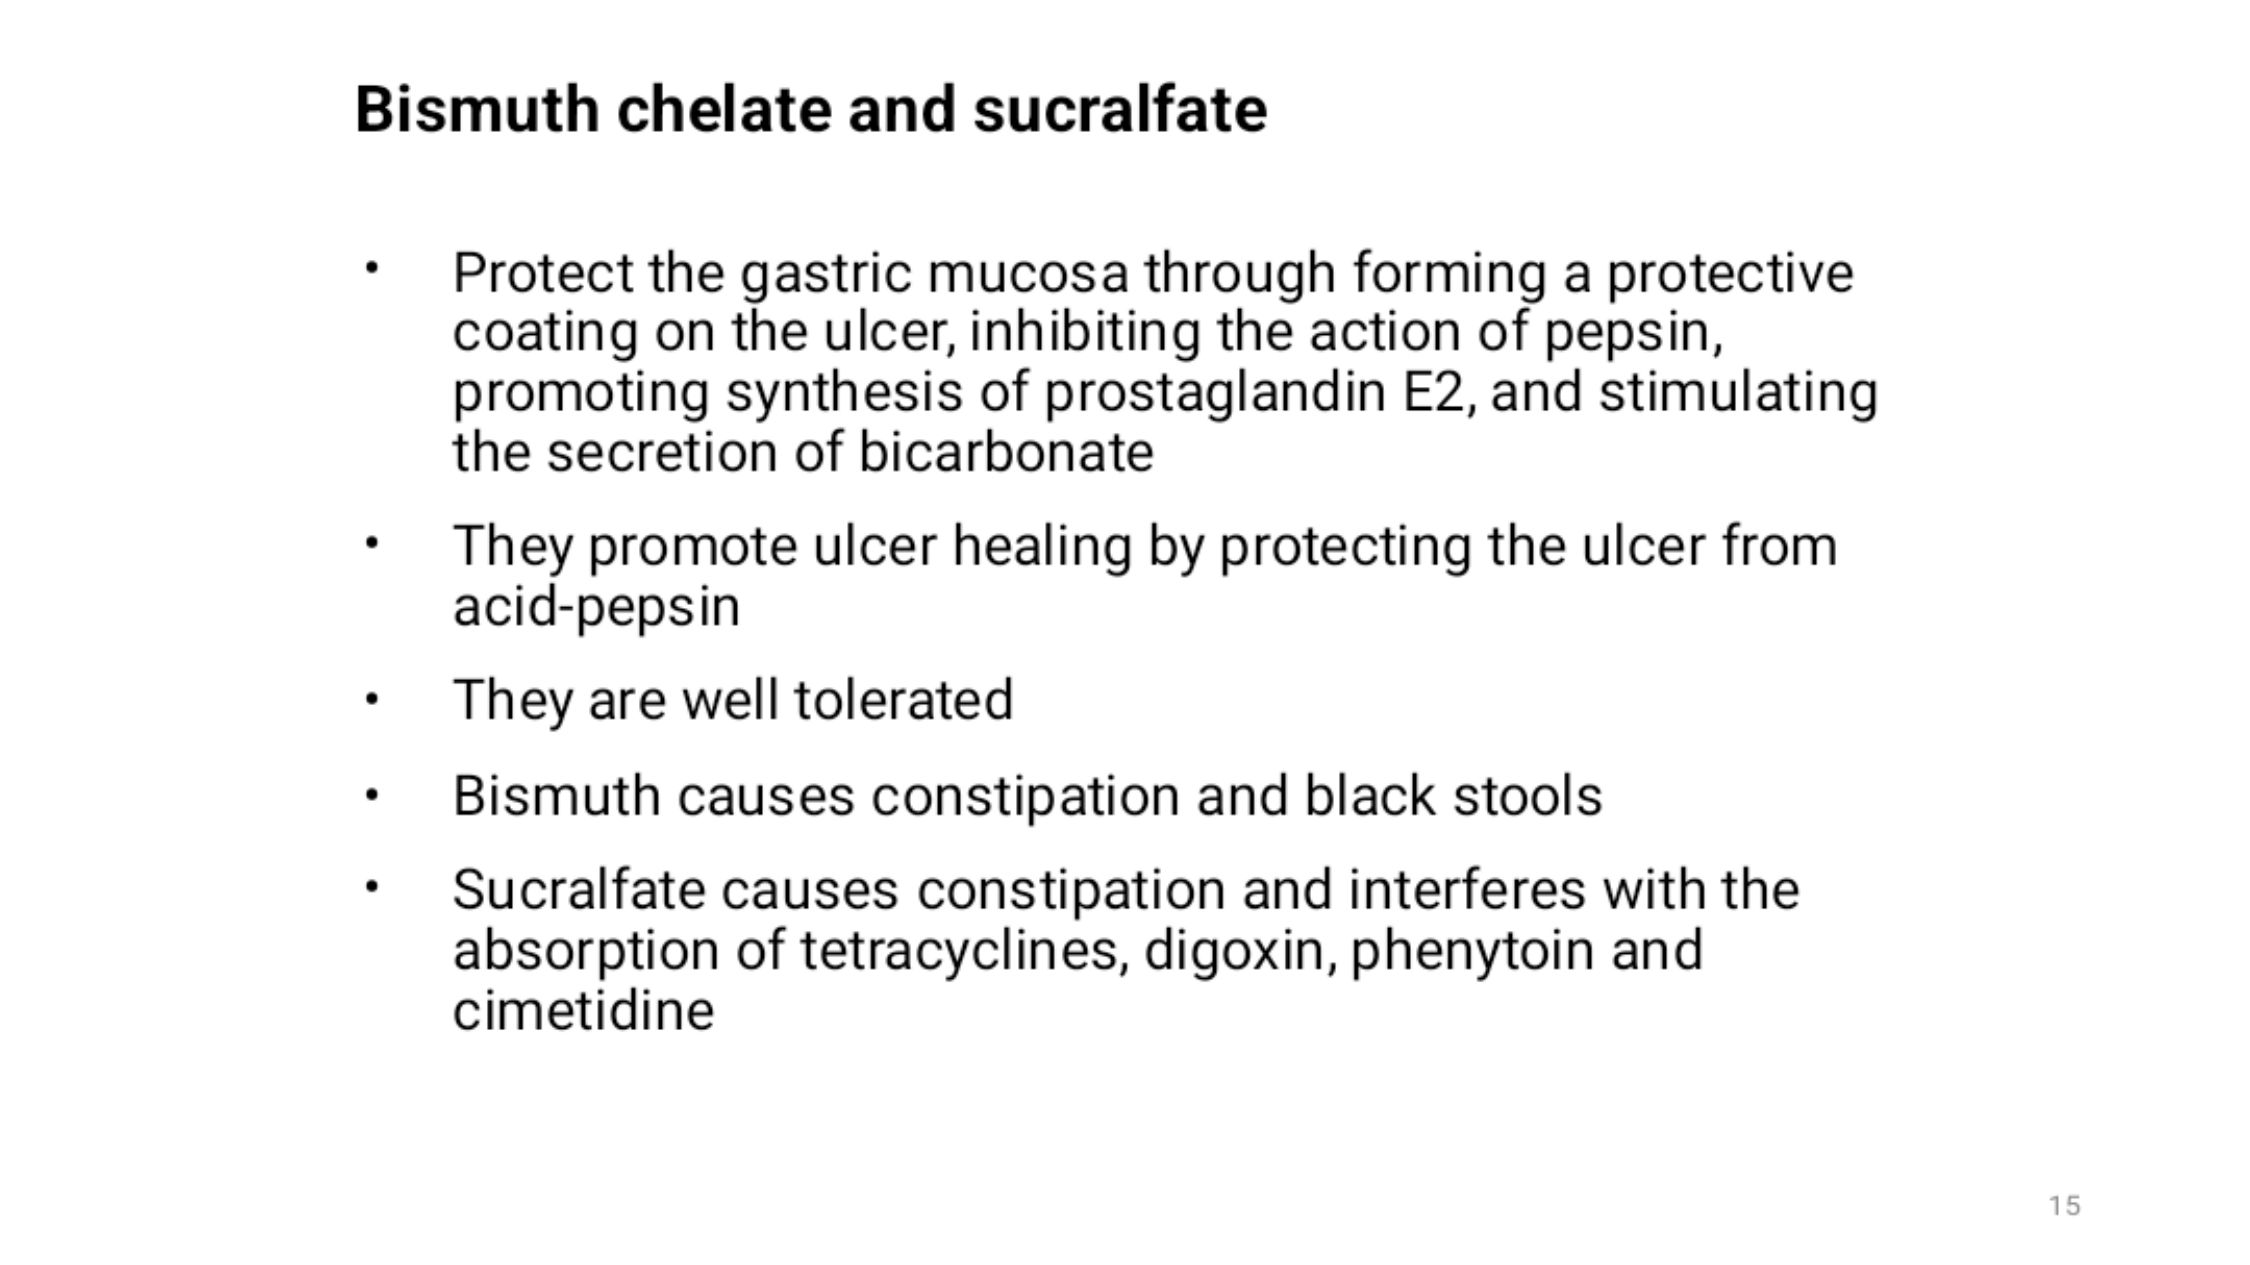 Bismuth chelate and sucralfate
• Protect the gastric mucosa through forming a protective
coating on the ulcer, inhibiting the action of pepsin,
promoting synthesis of prostaglandin E2, and stimulating
the secretion of bicarbonate
• They promote ulcer healing by protecting the ulcer from
acid-pepsin
• They are well tolerated
• Bismuth causes constipation and black stools
• Sucralfate causes constipation and interferes with the
absorption of tetracyclines, digoxin, phenytoin and
cimetidine
15